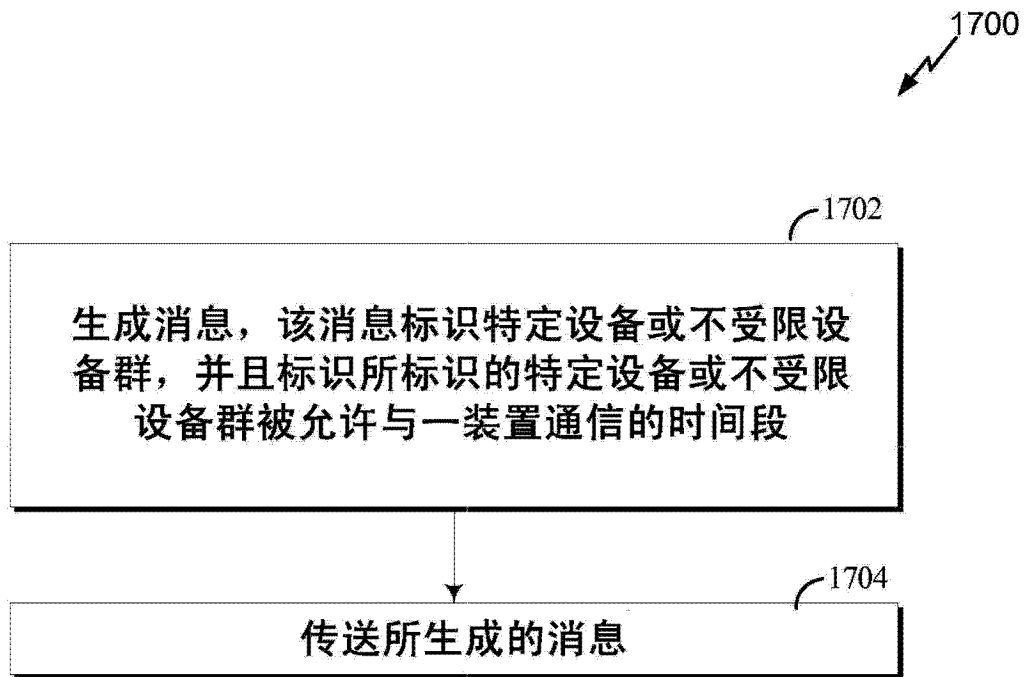 1700
1702
生成消息，该消息标识特定设备或不受限设
备群，并且标识所标识的特定设备或不受限
设备群被允许与一装置通信的时间段
1704
传送所生成的消息